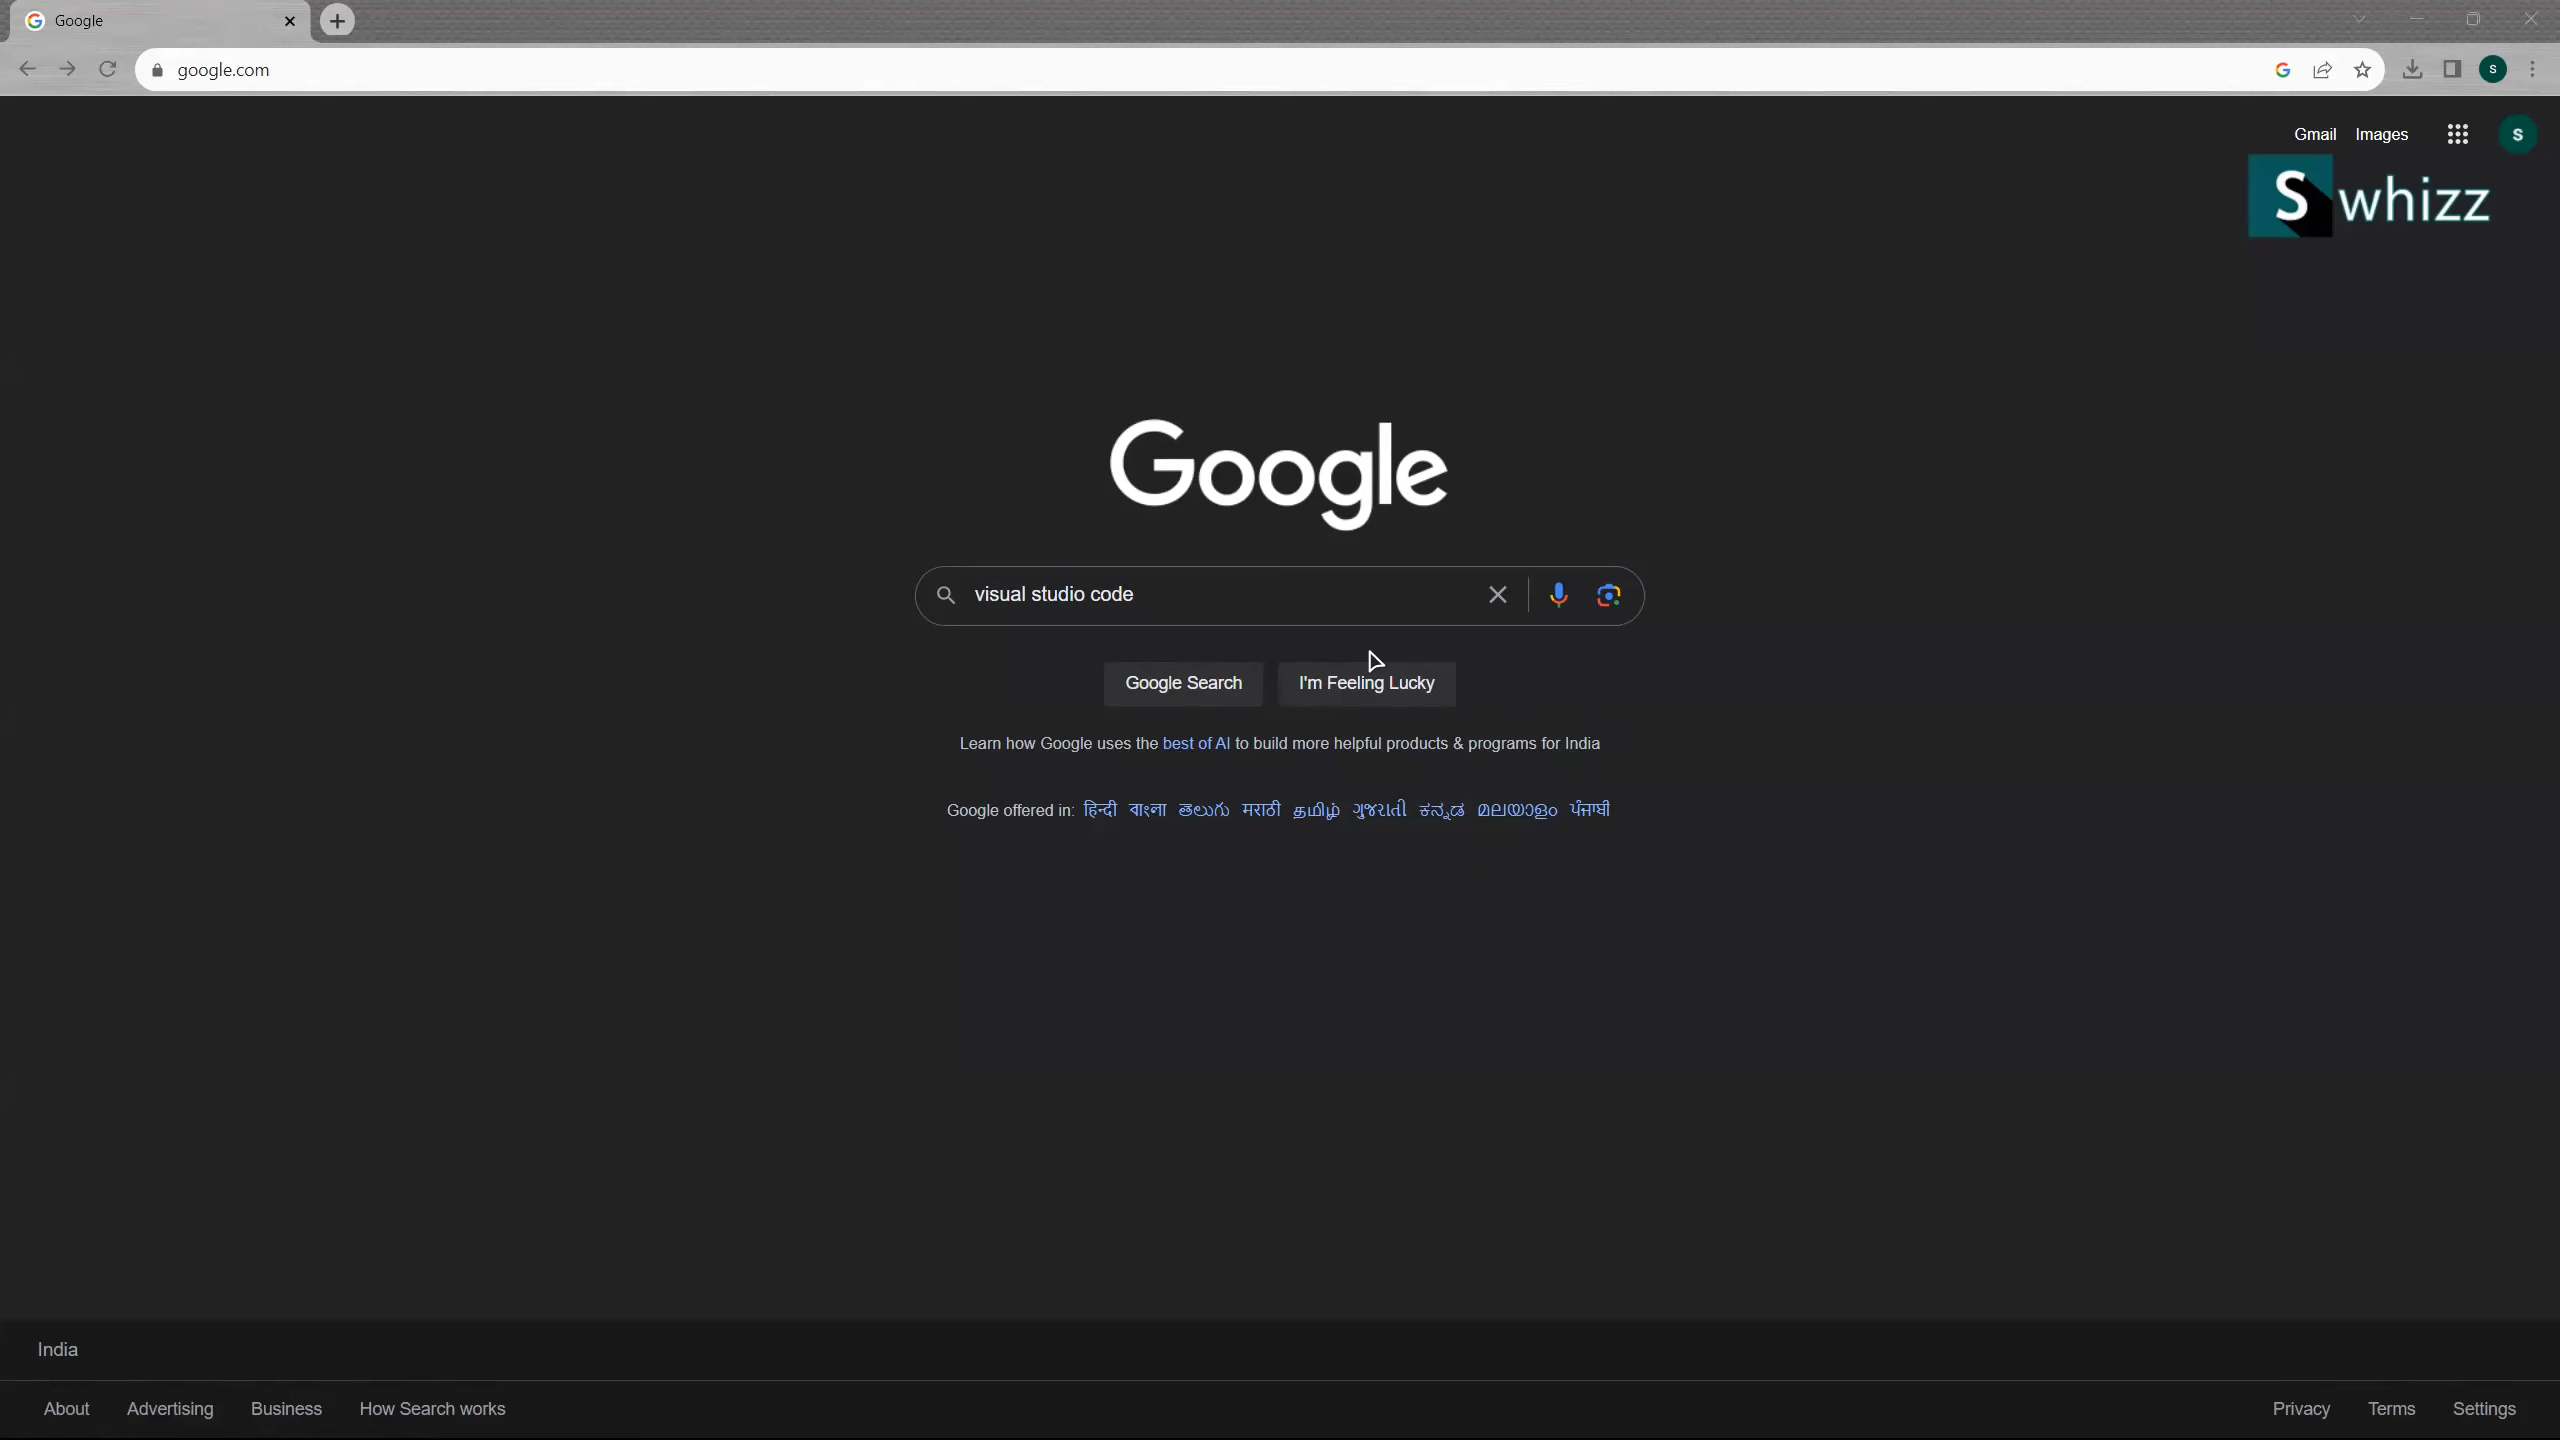 Google
google.com
S
Gmail Images
S
S whizz
Google
visual studio code
Google Search I'm Feeling Lucky
Learn how Google uses the best of AI to build more helpful products & programs for India
Google offered in: हिन्दी বাংলা తెలుగు मराठी தமிழ் ગુજરાતી ಕನ್ನಡ മലയാളം ਪੰਜਾਬੀ
India
About Advertising Business How Search works Privacy Terms Settings